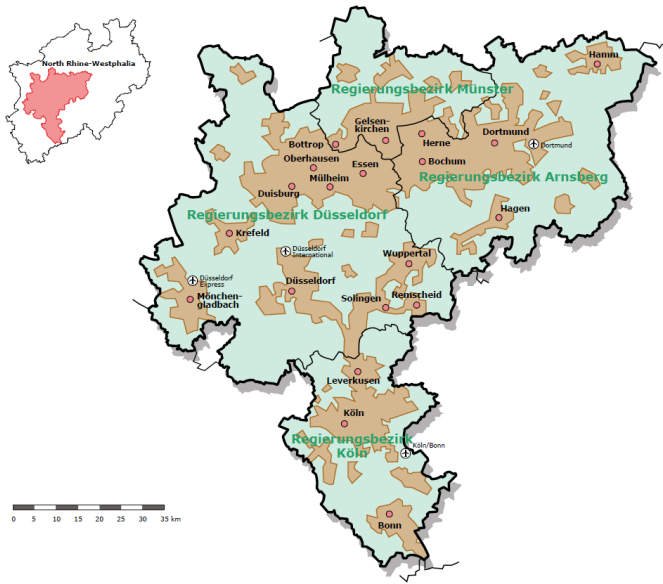 North Rhine-Westphalia
Hamm
Regierungsbezirk Münster
Gelsen-
kirchen
Herne
Dortmund
Dortmund
Bottrop
Oberhausen
Essen
Bochum
Mülheim
Duisburg
Regierungsbezirk Arnsberg
Regierungsbezirk Düsseldorf
Hagen
Krefeld
Düsseldorf
International
Wuppertal
Düsseldorf
Express
Mönchen-
gladbach
Düsseldorf
Solingen
Remscheid
Leverkusen
Köln
Regierungsbezirk
Köln
Köln/Bonn
Bonn
0 5 10 15 20 25 30 35 km